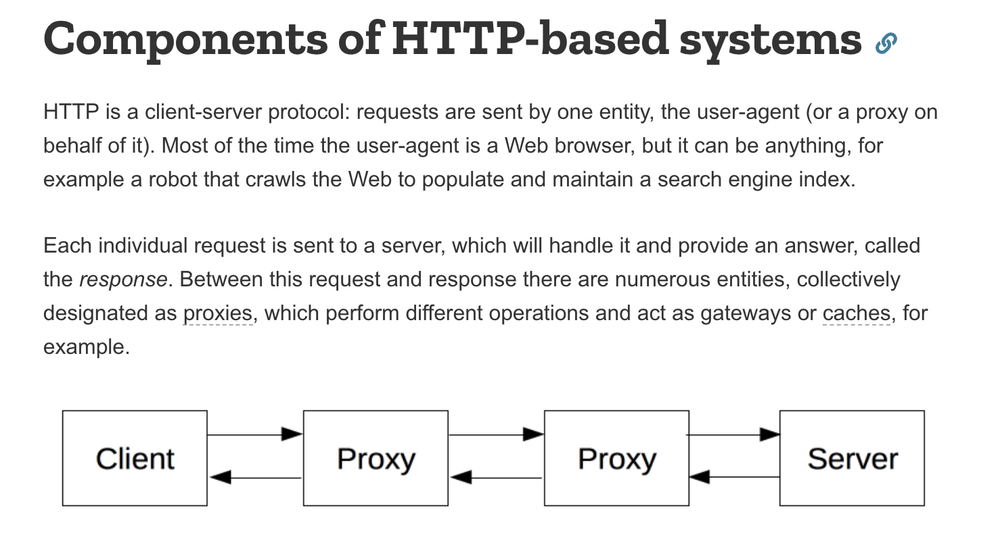 Components of HTTP-based systems
HTTP is a client-server protocol: requests are sent by one entity, the user-agent (or a proxy on
behalf of it). Most of the time the user-agent is a Web browser, but it can be anything, for
example a robot that crawls the Web to populate and maintain a search engine index.
Each individual request is sent to a server, which will handle it and provide an answer, called
the response. Between this request and response there are numerous entities, collectively
designated as proxies, which perform different operations and act as gateways or caches, for
example.
Client Proxy Proxy Server